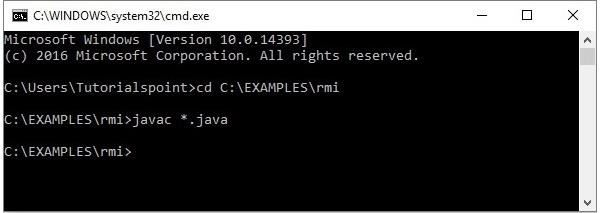 C:\WINDOWS\system32\cmd.exe
Microsoft Windows [Version 10.0.14393]
(c) 2016 Microsoft Corporation. All rights reserved.
C:\Users\Tutorialspoint>cd C:\EXAMPLES\rmi
C:\EXAMPLES\rmi>javac *.java
C:\EXAMPLES\rmi>